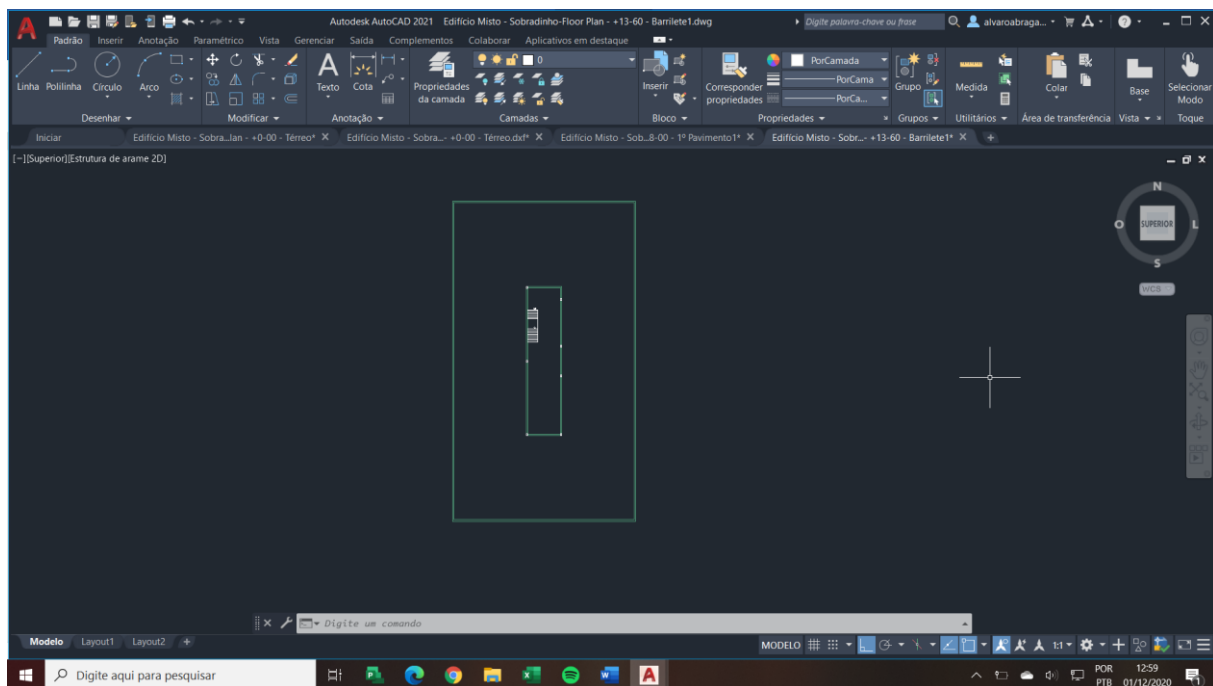 Autodesk AutoCAD 2021 Edifício Misto - Sobradinho-Floor Plan - +13-60 - Barrilete1.dwg
Digite palavra-chave ou frase
alvaroabraga...
Padrão Inserir Anotação Paramétrico Vista Gerenciar Saída Complementos Colaborar Aplicativos em destaque
0
PorCamada
Linha Polilinha Círculo Arco
Texto Cota
Propriedades
da camada
Inserir
Corresponder
propriedades
PorCama
PorCa...
Grupo
Medida
Colar
Base
Selecionar
Modo
Desenhar Modificar Anotação Camadas Bloco Propriedades Grupos Utilitários Área de transferência Vista Toque
Iniciar
Edifício Misto - Sobra...lan - +0-00 - Térreo*
Edifício Misto - Sobra...- +0-00 - Térreo.dxf*
Edifício Misto - Sob...8-00 - 1º Pavimento1*
Edifício Misto - Sobr...- +13-60 - Barrilete1*
[−][Superior][Estrutura de arame 2D]
N
O SUPERIOR L
S
WCS
Digite um comando
Modelo Layout1 Layout2
MODELO
1:1
Digite aqui para pesquisar
POR
PTB
12:59
01/12/2020